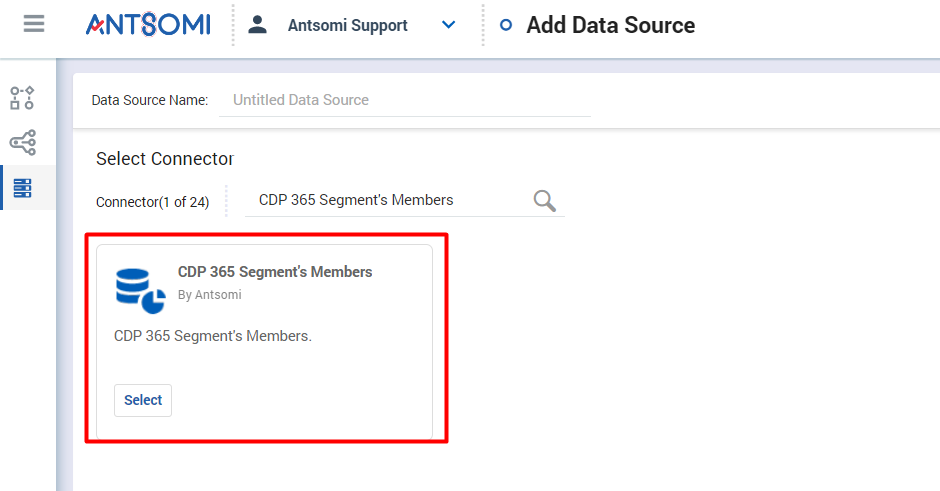 ANTSOMI Antsomi Support Add Data Source
Data Source Name: Untitled Data Source
Select Connector
Connector(1 of 24) CDP 365 Segment's Members
CDP 365 Segment's Members
By Antsomi
CDP 365 Segment's Members.
Select